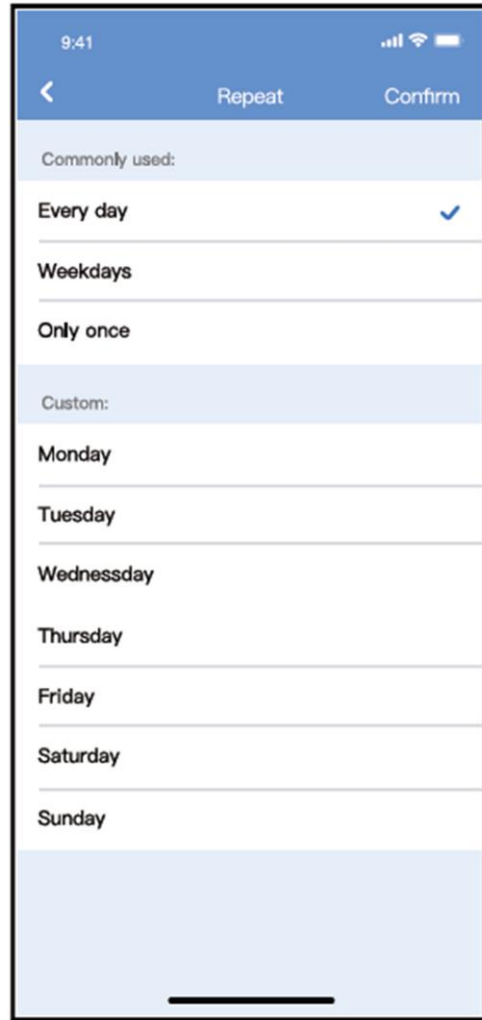 9:41
Repeat Confirm
Commonly used:
Every day
Weekdays
Only once
Custom:
Monday
Tuesday
Wednessday
Thursday
Friday
Saturday
Sunday